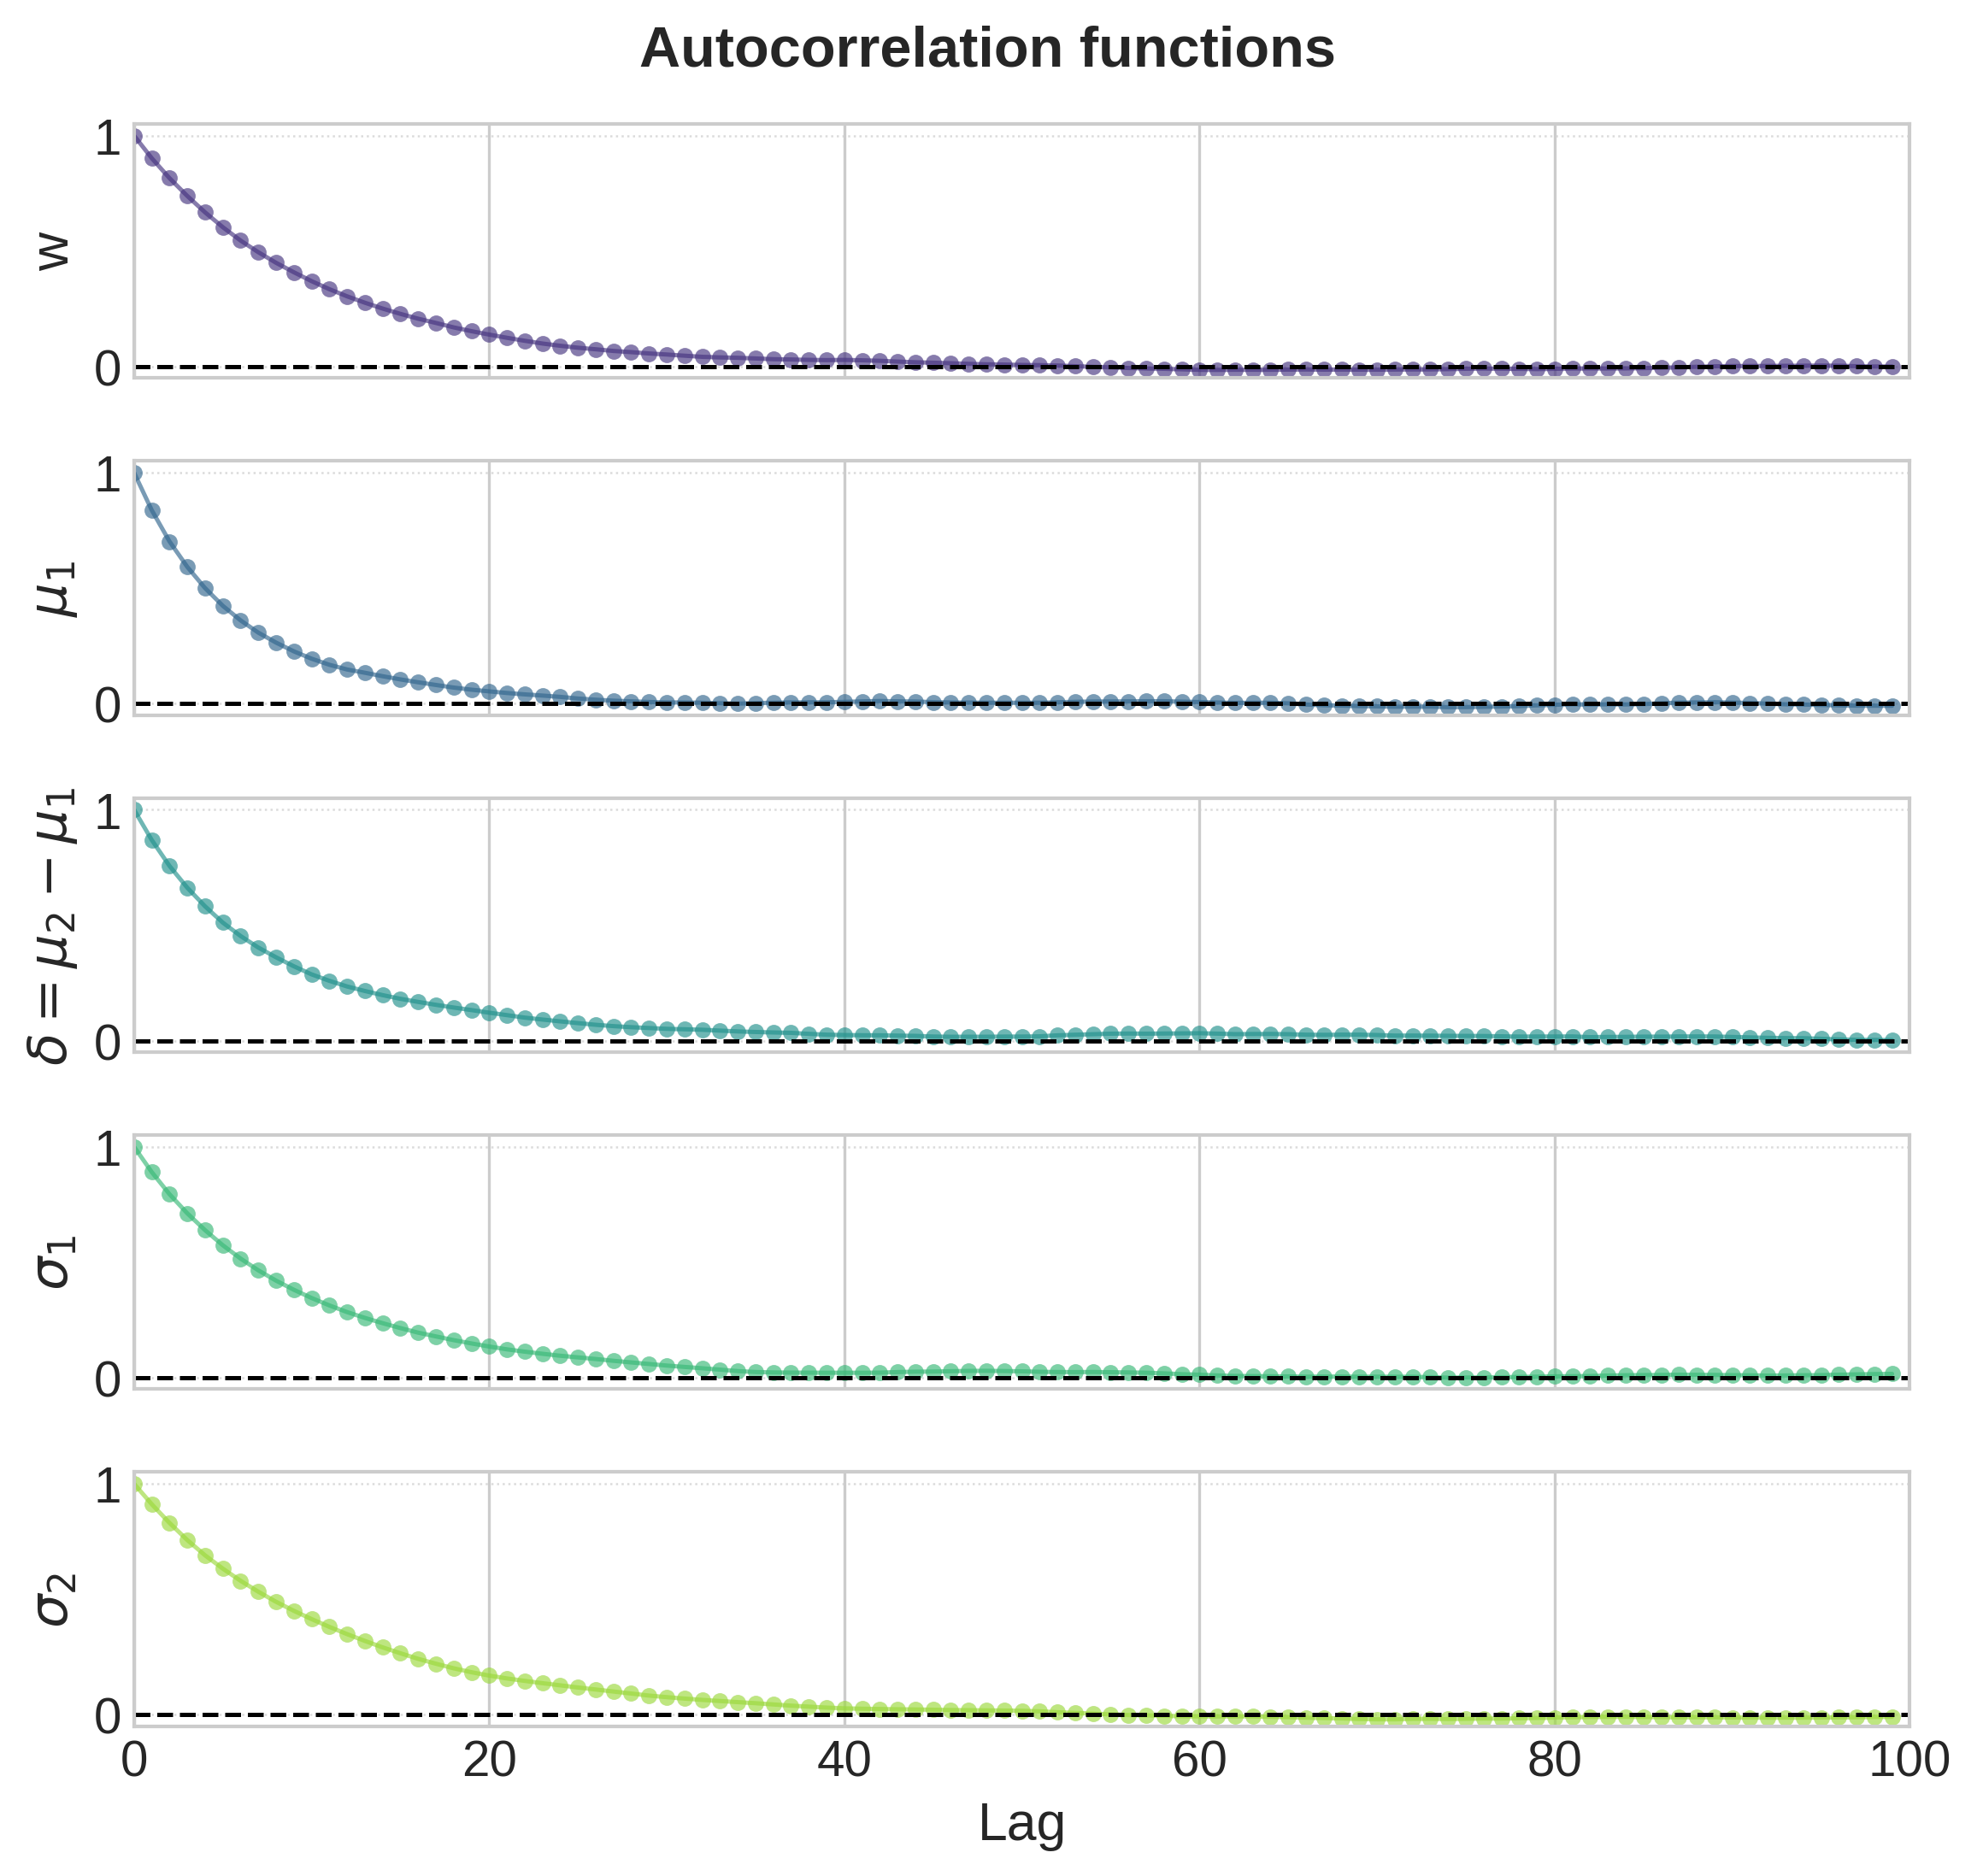 Autocorrelation functions
1
w
0
1
μ₁
0
1
δ = μ₂ − μ₁
0
1
σ₁
0
1
σ₂
0
0 20 40 60 80 100
Lag